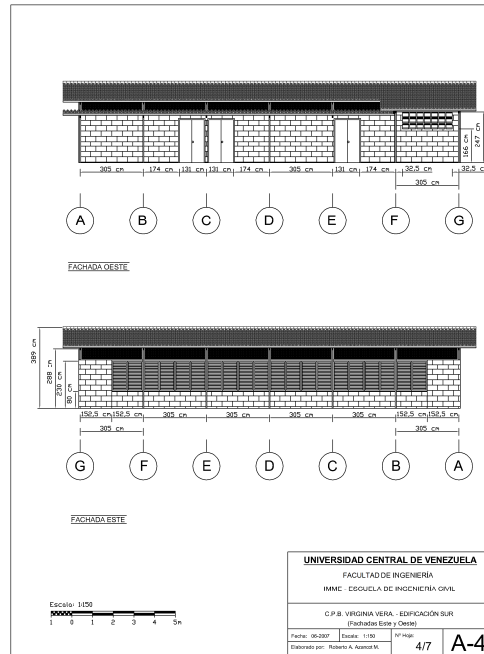 305 cm 174 cm 131 cm 131 cm 174 cm 305 cm 131 cm 174 cm 32,5 cm 32,5 cm
166 cm
247 cm
305 cm
A B C D E F G
FACHADA OESTE
389 cm
288 cm
230 cm
80 cm
152,5 cm 152,5 cm 305 cm 305 cm 305 cm 305 cm 152,5 cm 152,5 cm
305 cm 305 cm
G F E D C B A
FACHADA ESTE
UNIVERSIDAD CENTRAL DE VENEZUELA
FACULTAD DE INGENIERÍA
IMME - ESCUELA DE INGENIERÍA CIVIL
C.P.B. VIRGINIA VERA. - EDIFICACIÓN SUR
(Fachadas Este y Oeste)
Fecha: 06-2007 Escala: 1:150 Nº Hoja:
Elaborado por: Roberto A. M. 4/7 A-4
Escala: 1:150
1 0 1 2 3 4 5m